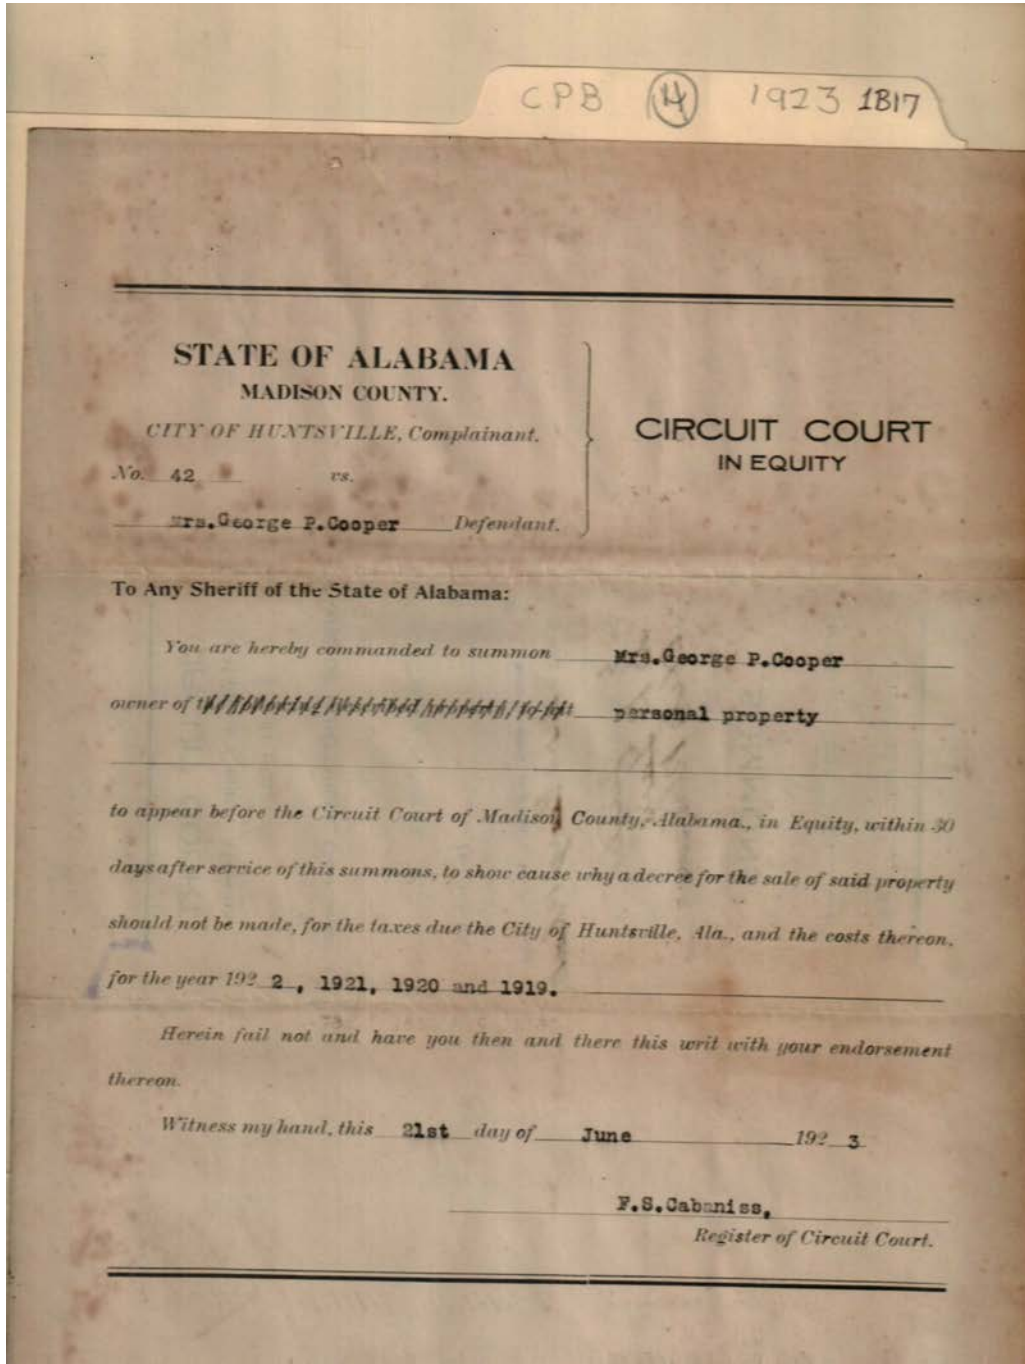 CPB 14 1923 1817
STATE OF ALABAMA
MADISON COUNTY.
CITY OF HUNTSVILLE, Complainant.
No. 42 vs.
Mrs.George P.Cooper Defendant.
CIRCUIT COURT
IN EQUITY
To Any Sheriff of the State of Alabama:
You are hereby commanded to summon Mrs.George P.Cooper
owner of personal property
to appear before the Circuit Court of Madison County, Alabama., in Equity, within 30
days after service of this summons, to show cause why a decree for the sale of said property
should not be made, for the taxes due the City of Huntsville, Ala., and the costs thereon,
for the year 192 2, 1921, 1920 and 1919.
Herein fail not and have you then and there this writ with your endorsement
thereon.
Witness my hand, this 21st day of June 192 3
F.S.Cabaniss,
Register of Circuit Court.